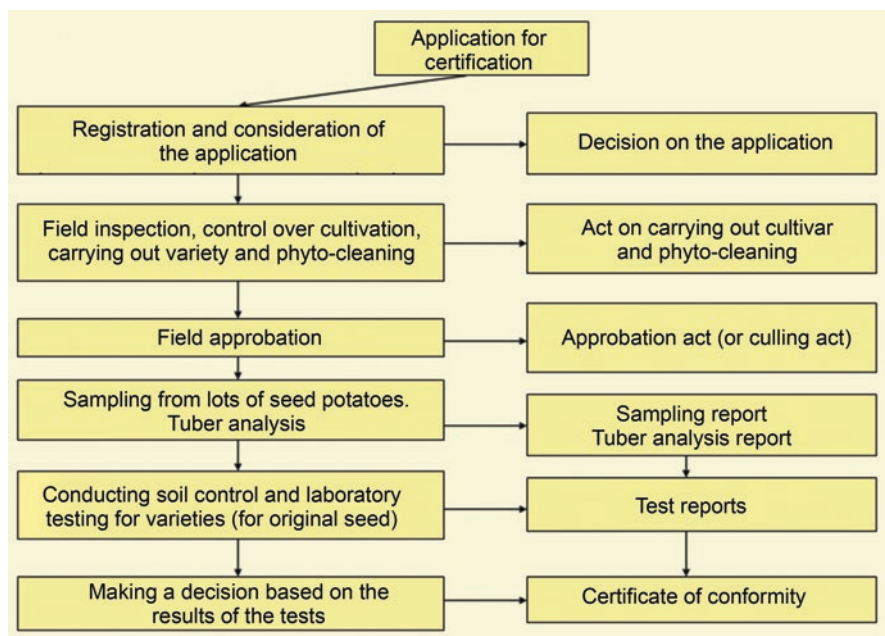 Application for
certification
Registration and consideration of
the application
Decision on the application
Field inspection, control over cultivation,
carrying out variety and phyto-cleaning
Act on carrying out cultivar
and phyto-cleaning
Field approbation
Approbation act (or culling act)
Sampling from lots of seed potatoes.
Tuber analysis
Sampling report
Tuber analysis report
Conducting soil control and laboratory
testing for varieties (for original seed)
Test reports
Making a decision based on the
results of the tests
Certificate of conformity